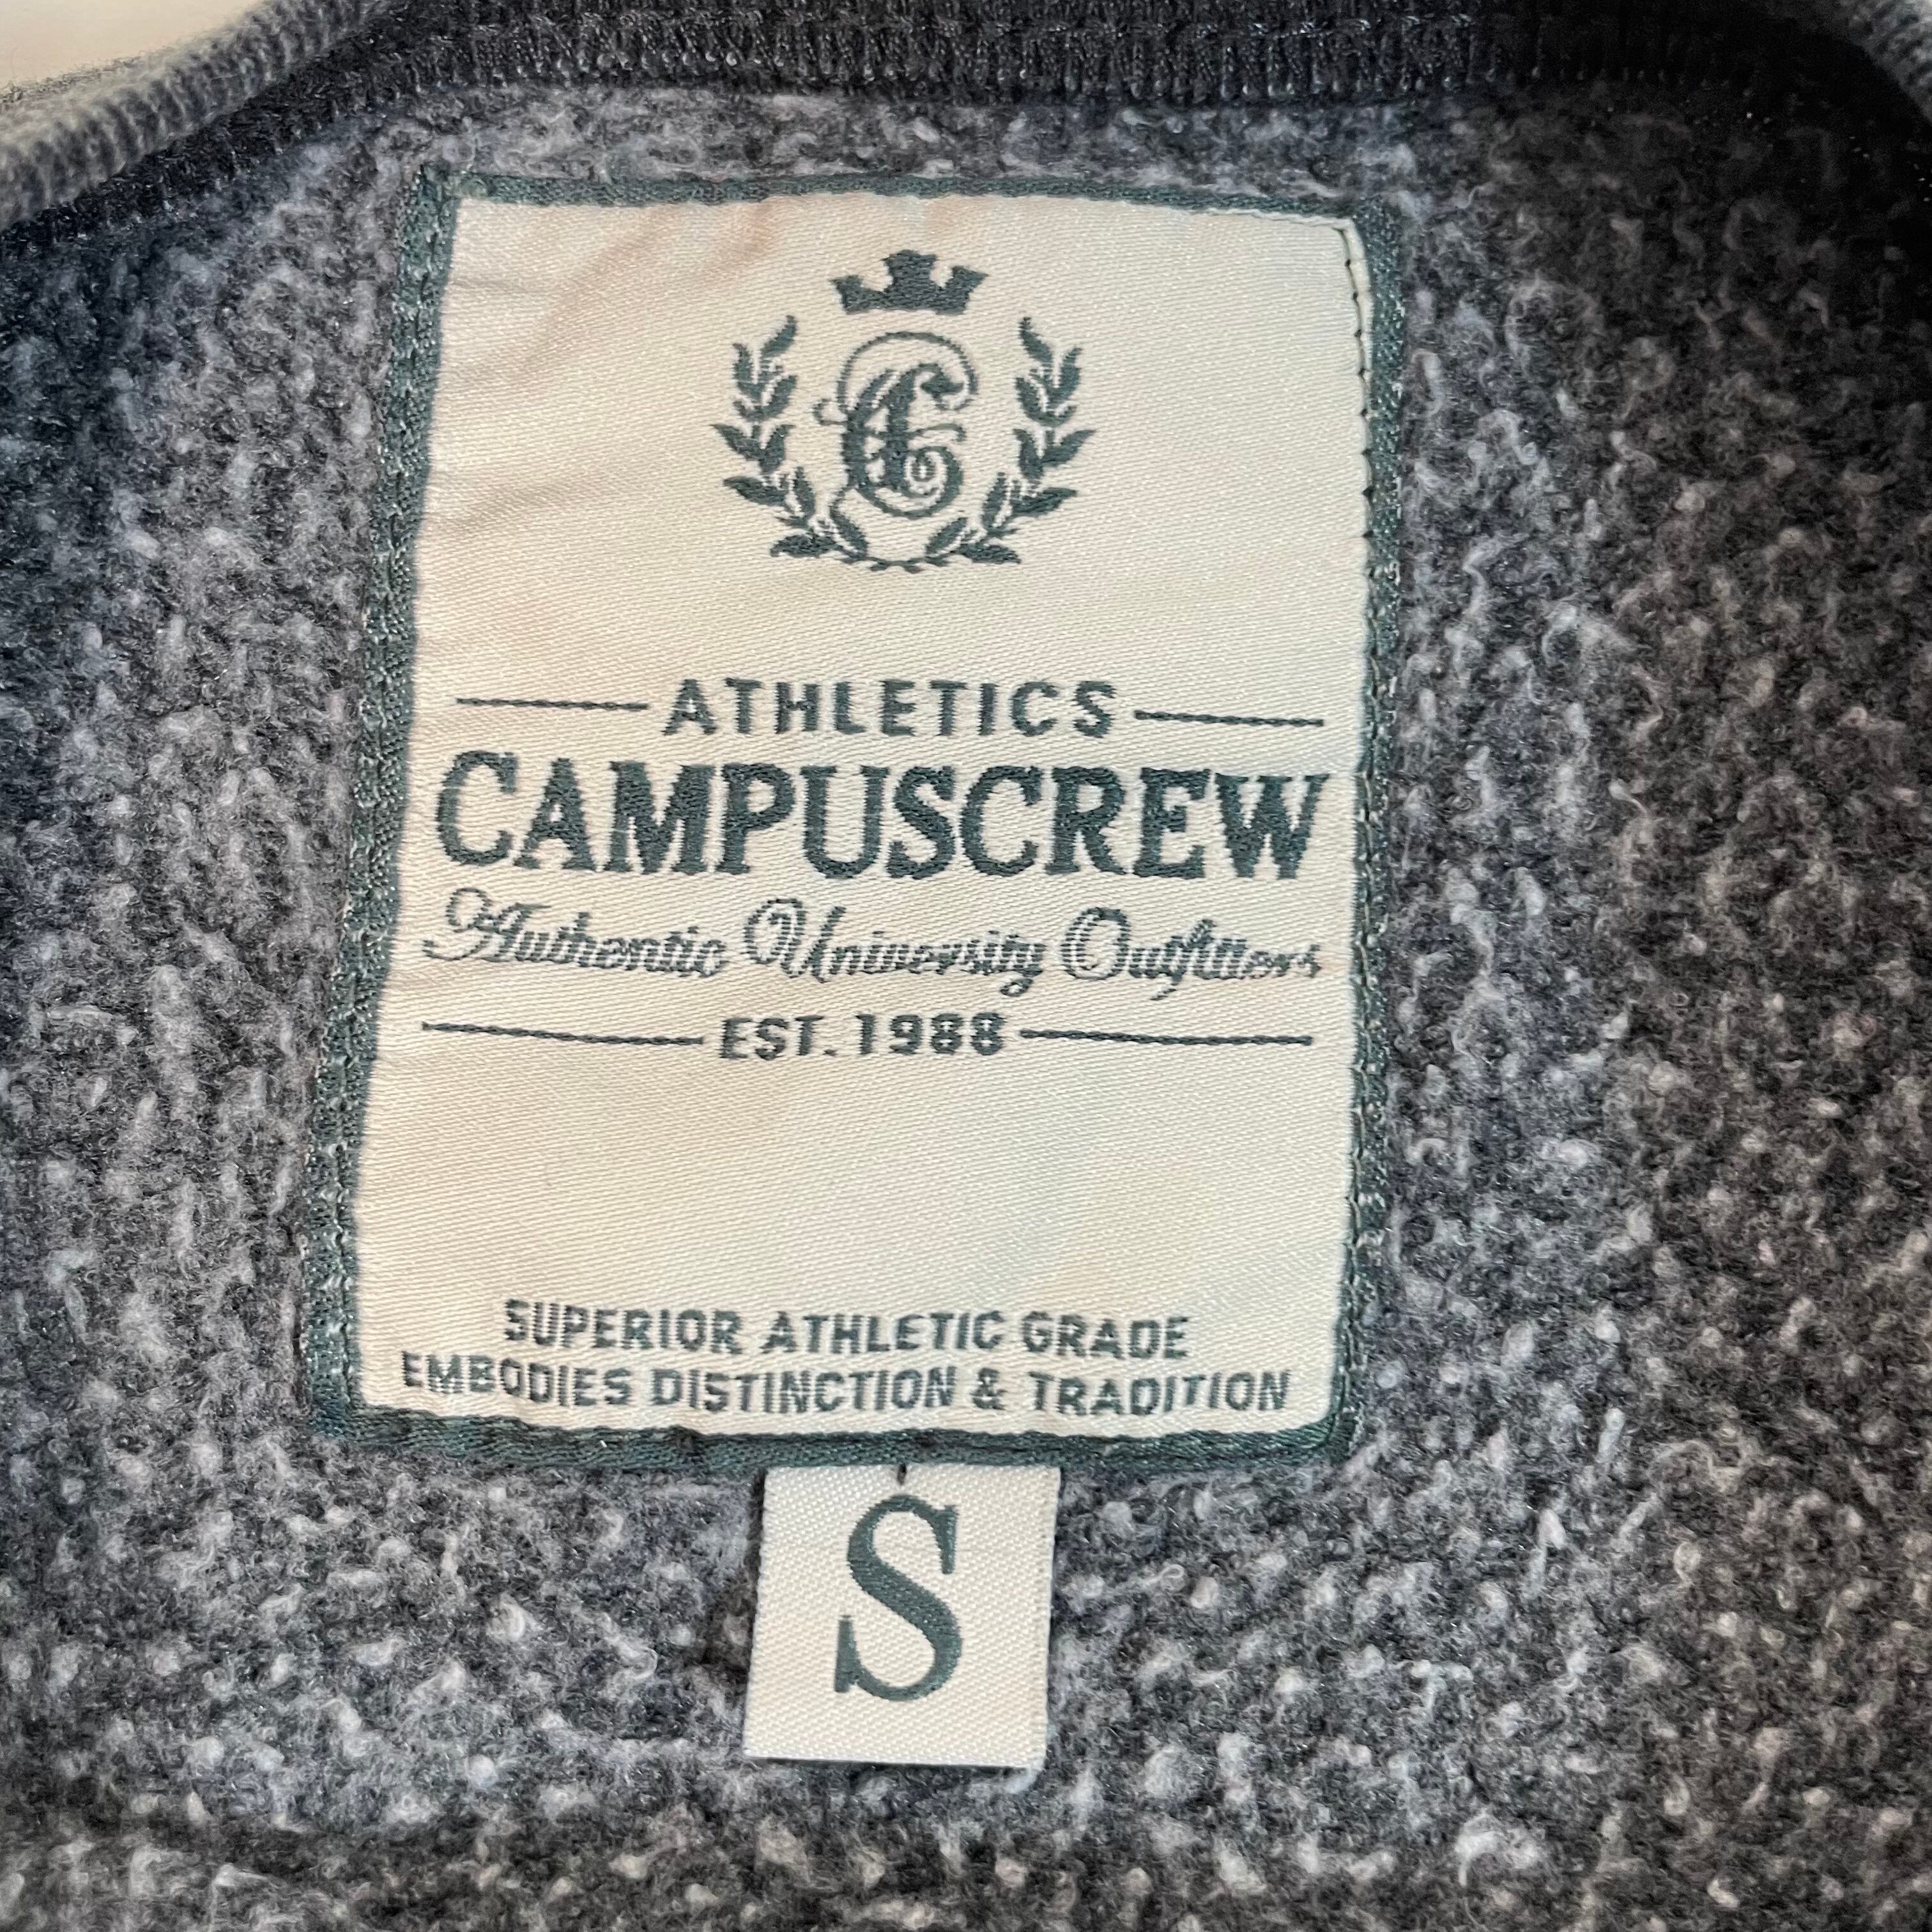 ATHLETICS
CAMPUSCREW
Authentic University Outfitters
EST. 1988
SUPERIOR ATHLETIC GRADE
EMBODIES DISTINCTION & TRADITION
S